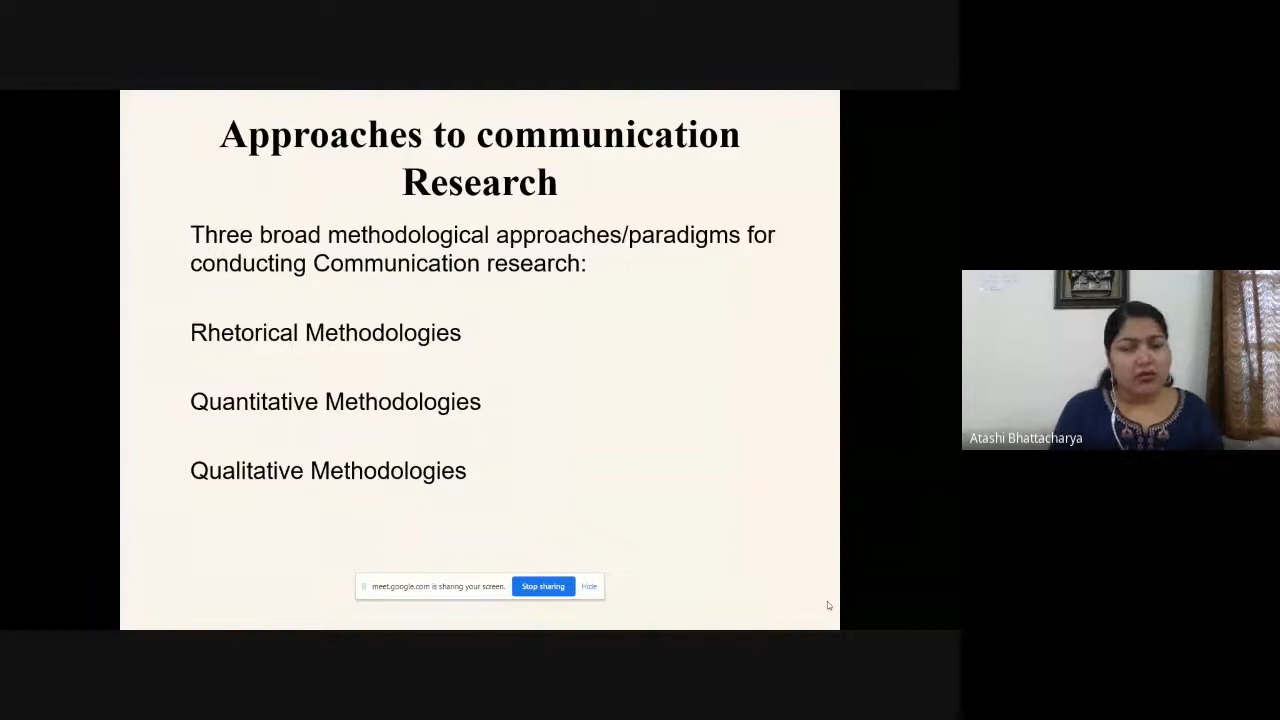 Approaches to communication
Research
Three broad methodological approaches/paradigms for
conducting Communication research:
Rhetorical Methodologies
Quantitative Methodologies
Qualitative Methodologies
meet.google.com is sharing your screen. Stop sharing Hide
Atashi Bhattacharya